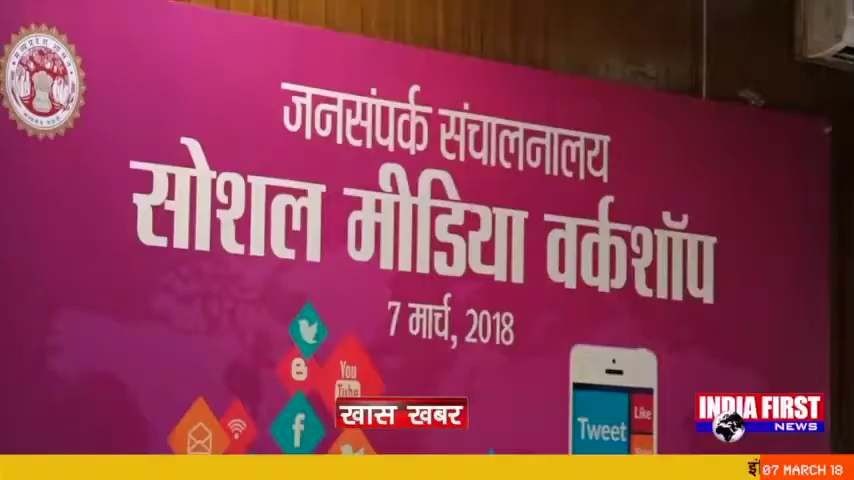 जनसंपर्क संचालनालय
सोशल मीडिया वर्कशॉप
7 मार्च, 2018
You
Tube
Like
Tweet
खास खबर
INDIA FIRST
NEWS
07 MARCH 18